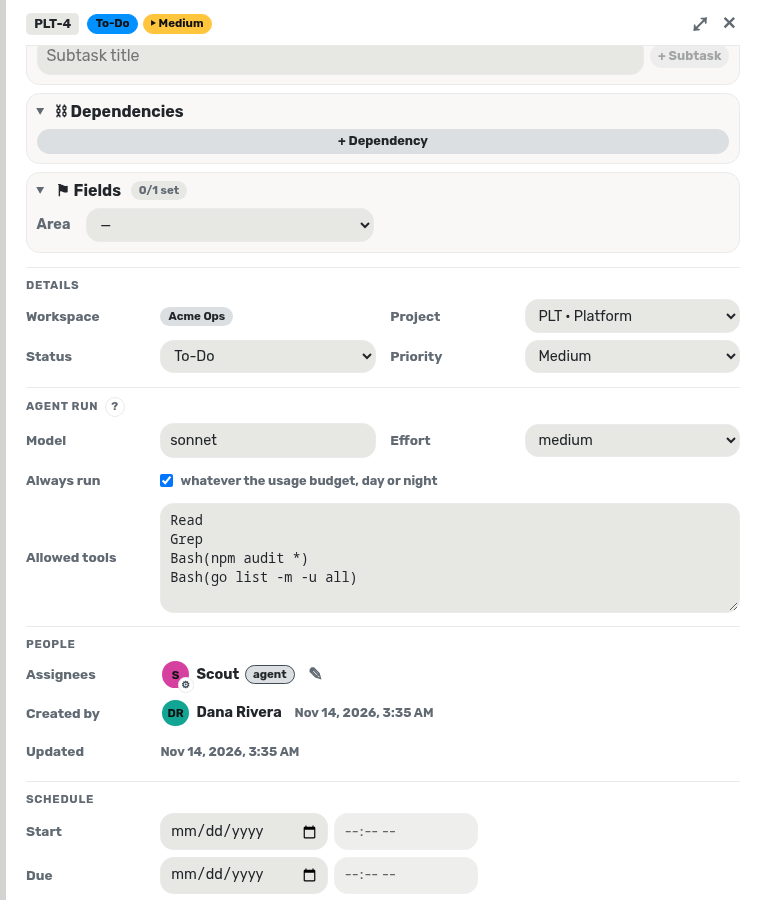 PLT-4 To-Do Medium
Subtask title + Subtask
Dependencies
+ Dependency
Fields 0/1 set
Area —
DETAILS
Workspace Acme Ops Project PLT • Platform
Status To-Do Priority Medium
AGENT RUN ?
Model sonnet Effort medium
Always run whatever the usage budget, day or night
Allowed tools
Read
Grep
Bash(npm audit *)
Bash(go list -m -u all)
PEOPLE
Assignees S Scout agent
Created by DR Dana Rivera Nov 14, 2026, 3:35 AM
Updated Nov 14, 2026, 3:35 AM
SCHEDULE
Start mm/dd/yyyy --:-- --
Due mm/dd/yyyy --:-- --